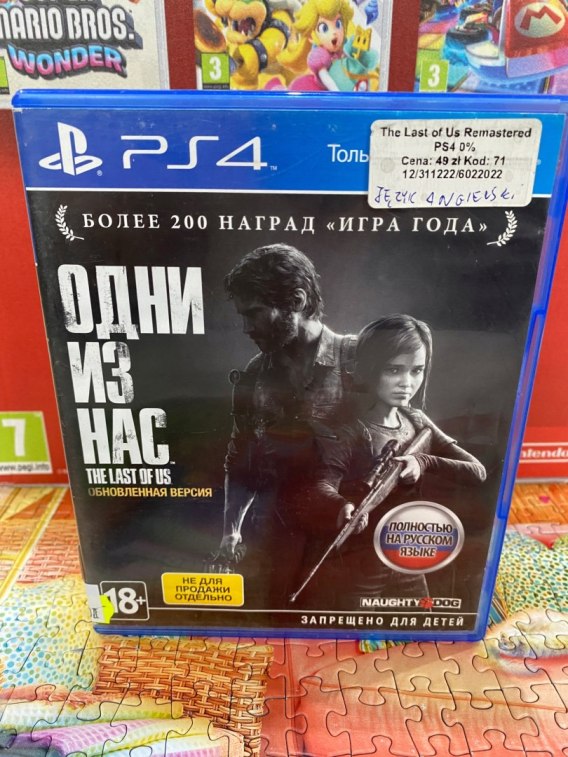 MARIO BROS.
WONDER
3
3
PS4
Толь
The Last of Us Remastered
PS4 0%
Cena: 49 zł Kod: 71
12/311222/6022022
JĘZYK ANGIELSKI
БОЛЕЕ 200 НАГРАД «ИГРА ГОДА»
ОДНИ
ИЗ
НАС
THE LAST OF US
ОБНОВЛЕННАЯ ВЕРСИЯ
7
www.pegi.info
ПОЛНОСТЬЮ
НА РУССКОМ
ЯЗЫКЕ
НЕ ДЛЯ
ПРОДАЖИ
ОТДЕЛЬНО
18+
NAUGHTY DOG
ЗАПРЕЩЕНО ДЛЯ ДЕТЕЙ